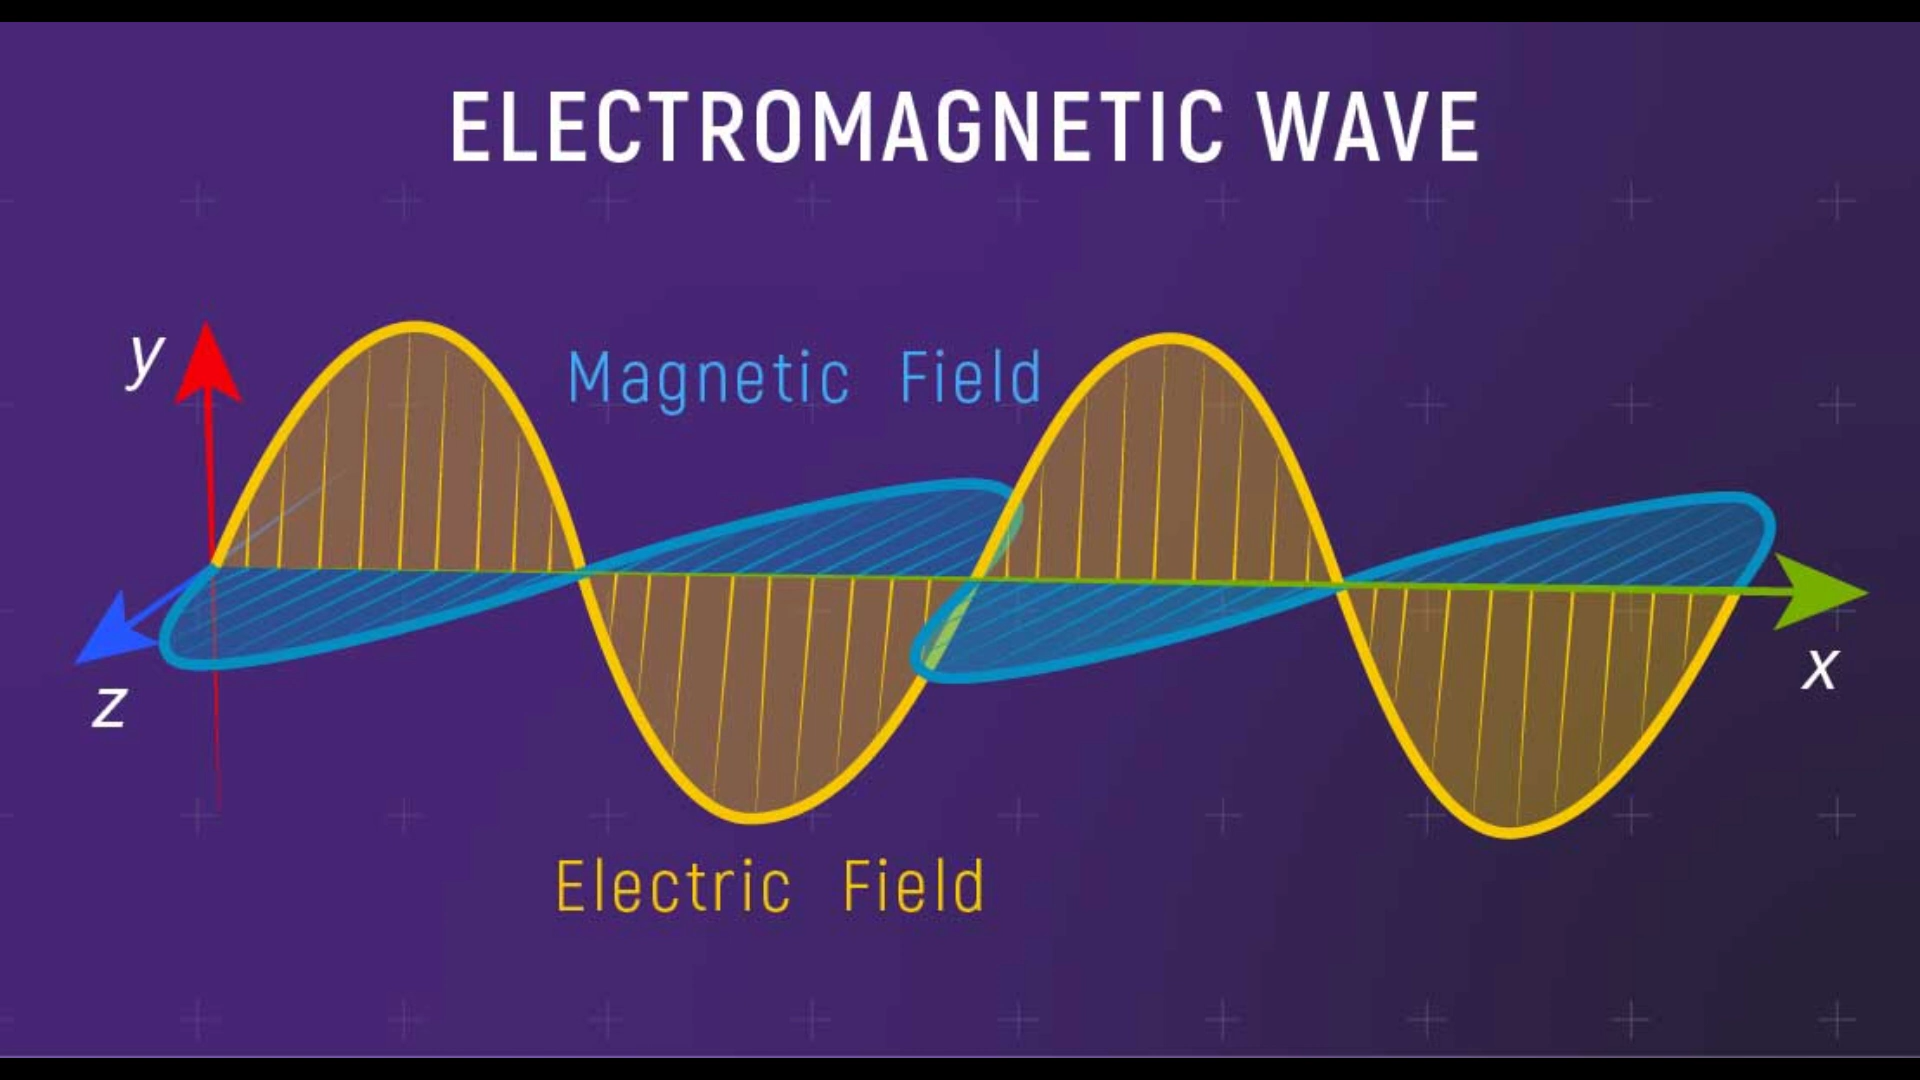 ELECTROMAGNETIC WAVE
y
Magnetic Field
z
x
Electric Field